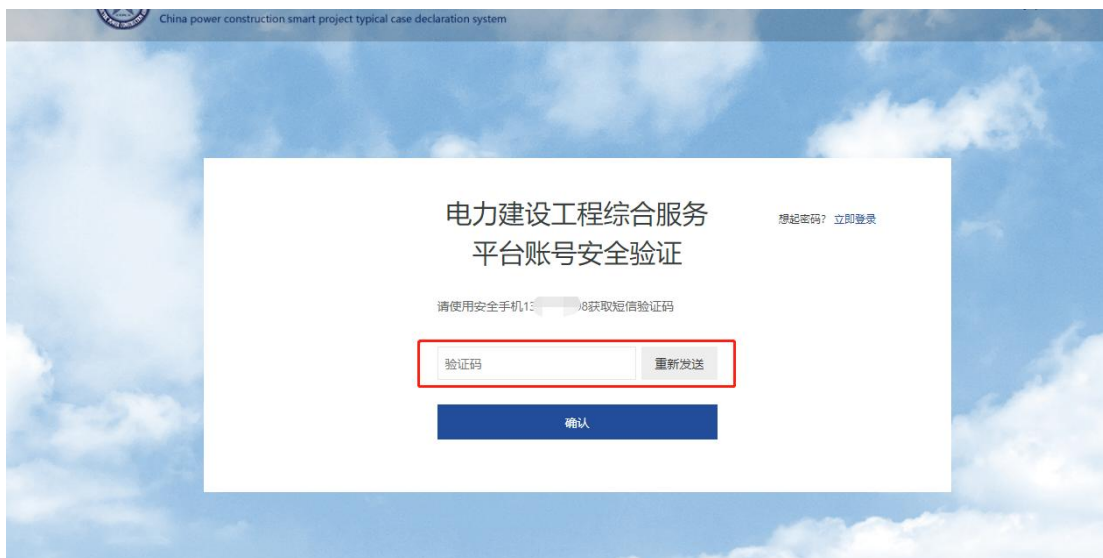 China power construction smart project typical case declaration system
电力建设工程综合服务
平台账号安全验证
想起密码? 立即登录
请使用安全手机13 8获取短信验证码
验证码
重新发送
确认